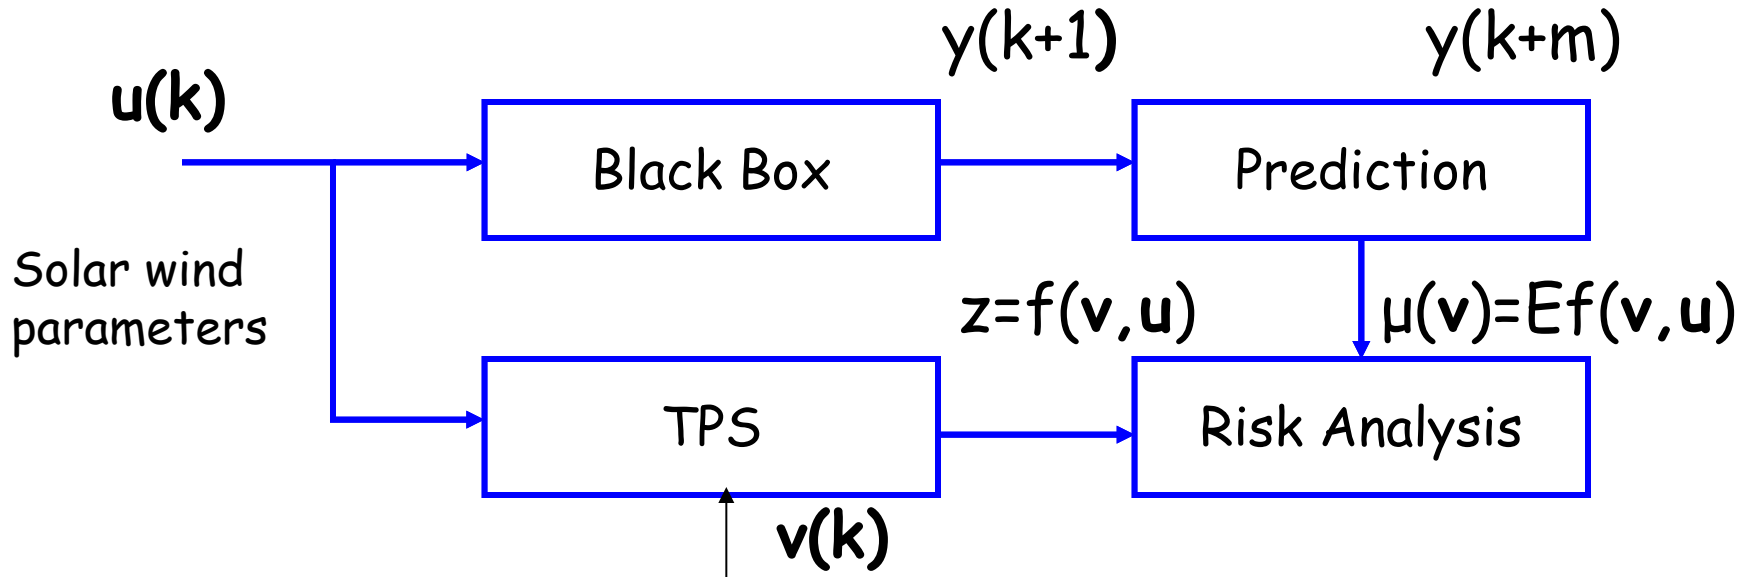 y(k+1)
y(k+m)
u(k)
Black Box
Prediction
Solar wind
parameters
z=f(v,u)
μ(v)=Ef(v,u)
TPS
Risk Analysis
v(k)